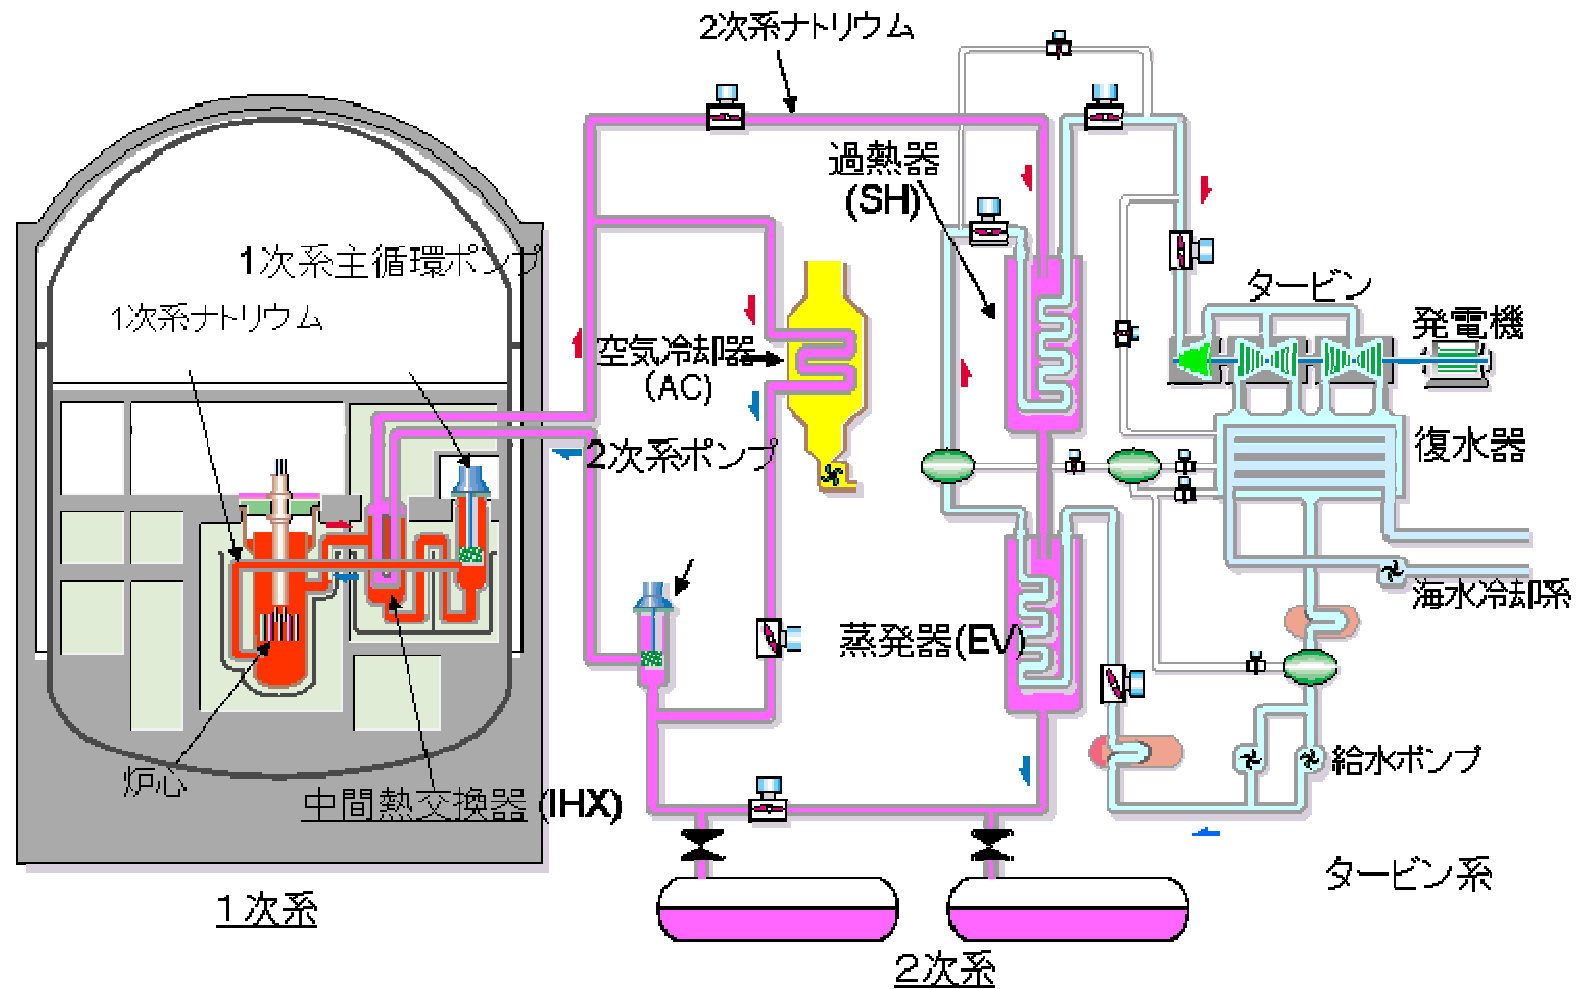 2次系ナトリウム
過熱器
(SH)
1次系主循環ポンプ
1次系ナトリウム
タービン
発電機
空気冷却器
(AC)
2次系ポンプ
復水器
海水冷却系
蒸発器(EV)
給水ポンプ
炉心
中間熱交換器(IHX)
タービン系
1次系
2次系